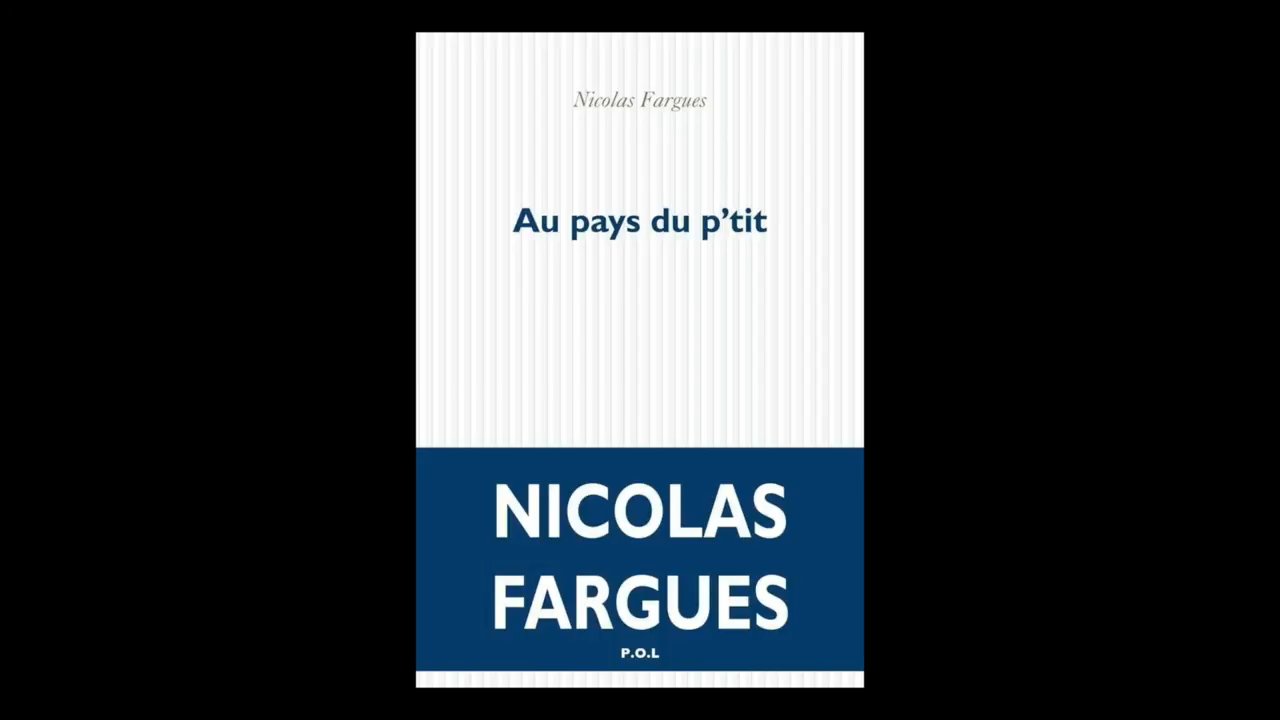 Nicolas Fargues
Au pays du p’tit
NICOLAS
FARGUES
P.O.L